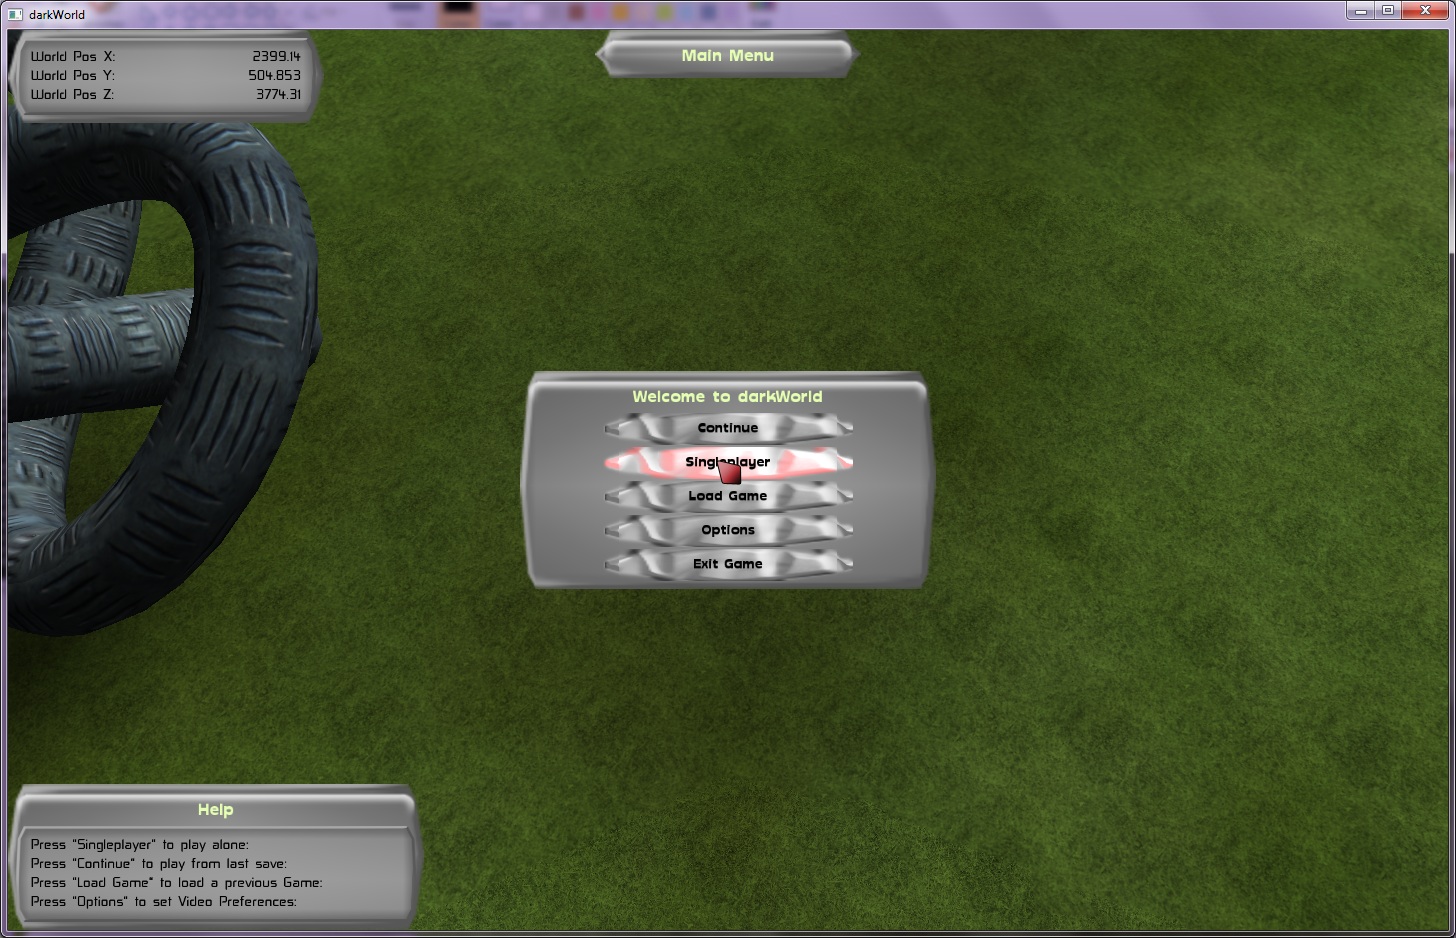 darkWorld
World Pos X: 2399.14
World Pos Y: 504.853
World Pos Z: 3774.31
Main Menu
Welcome to darkWorld
Continue
Singleplayer
Load Game
Options
Exit Game
Help
Press "Singleplayer" to play alone:
Press "Continue" to play from last save:
Press "Load Game" to load a previous Game:
Press "Options" to set Video Preferences: